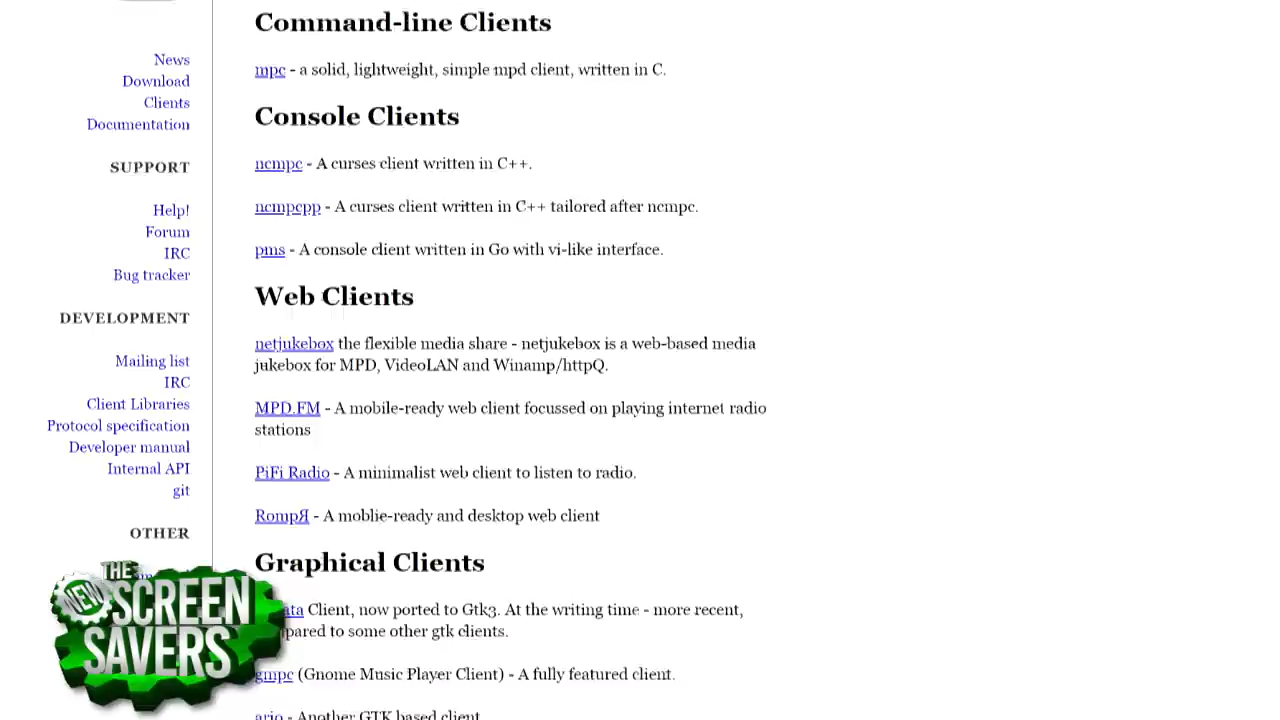 News
Download
Clients
Documentation
SUPPORT
Help!
Forum
IRC
Bug tracker
DEVELOPMENT
Mailing list
IRC
Client Libraries
Protocol specification
Developer manual
Internal API
git
OTHER
Command-line Clients
mpc - a solid, lightweight, simple mpd client, written in C.
Console Clients
ncmpc - A curses client written in C++.
ncmpcpp - A curses client written in C++ tailored after ncmpc.
pms - A console client written in Go with vi-like interface.
Web Clients
netjukebox the flexible media share - netjukebox is a web-based media
jukebox for MPD, VideoLAN and Winamp/httpQ.
MPD.FM - A mobile-ready web client focussed on playing internet radio
stations
PiFi Radio - A minimalist web client to listen to radio.
RompЯ - A moblie-ready and desktop web client
Graphical Clients
Client, now ported to Gtk3. At the writing time - more recent,
to some other gtk clients.
gmpc (Gnome Music Player Client) - A fully featured client.
ario - Another GTK based client
THE
NEW
SCREEN
SAVERS